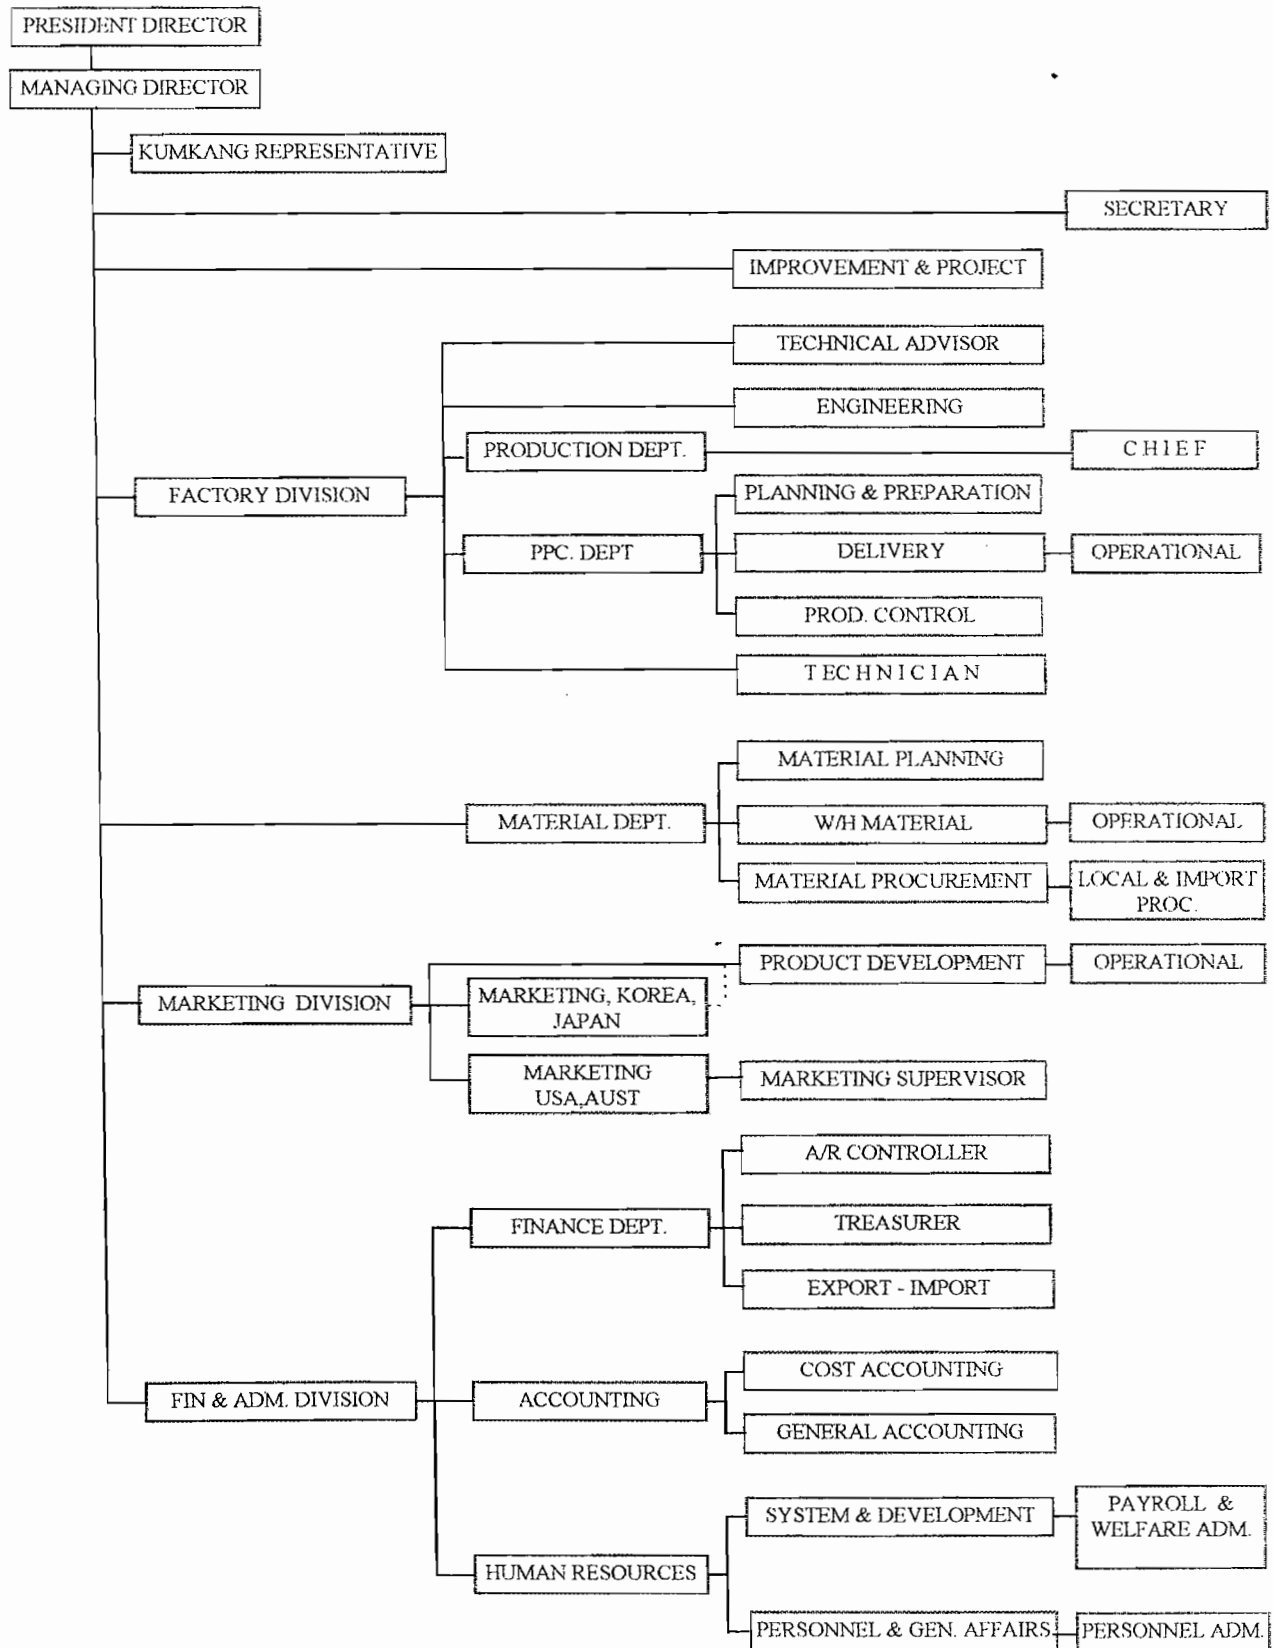 PRESIDENT DIRECTOR
MANAGING DIRECTOR
KUMKANG REPRESENTATIVE
SECRETARY
IMPROVEMENT & PROJECT
TECHNICAL ADVISOR
ENGINEERING
PRODUCTION DEPT.
C H I E F
FACTORY DIVISION
PLANNING & PREPARATION
PPC. DEPT
DELIVERY
OPERATIONAL
PROD. CONTROL
T E C H N I C I A N
MATERIAL PLANNING
MATERIAL DEPT.
W/H MATERIAL
OPERATIONAL
MATERIAL PROCUREMENT
LOCAL & IMPORT
PROC.
PRODUCT DEVELOPMENT
OPERATIONAL
MARKETING DIVISION
MARKETING, KOREA,
JAPAN
MARKETING
USA,AUST
MARKETING SUPERVISOR
A/R CONTROLLER
FINANCE DEPT.
TREASURER
EXPORT - IMPORT
COST ACCOUNTING
FIN & ADM. DIVISION
ACCOUNTING
GENERAL ACCOUNTING
SYSTEM & DEVELOPMENT
PAYROLL &
WELFARE ADM.
HUMAN RESOURCES
PERSONNEL & GEN. AFFAIRS
PERSONNEL ADM.